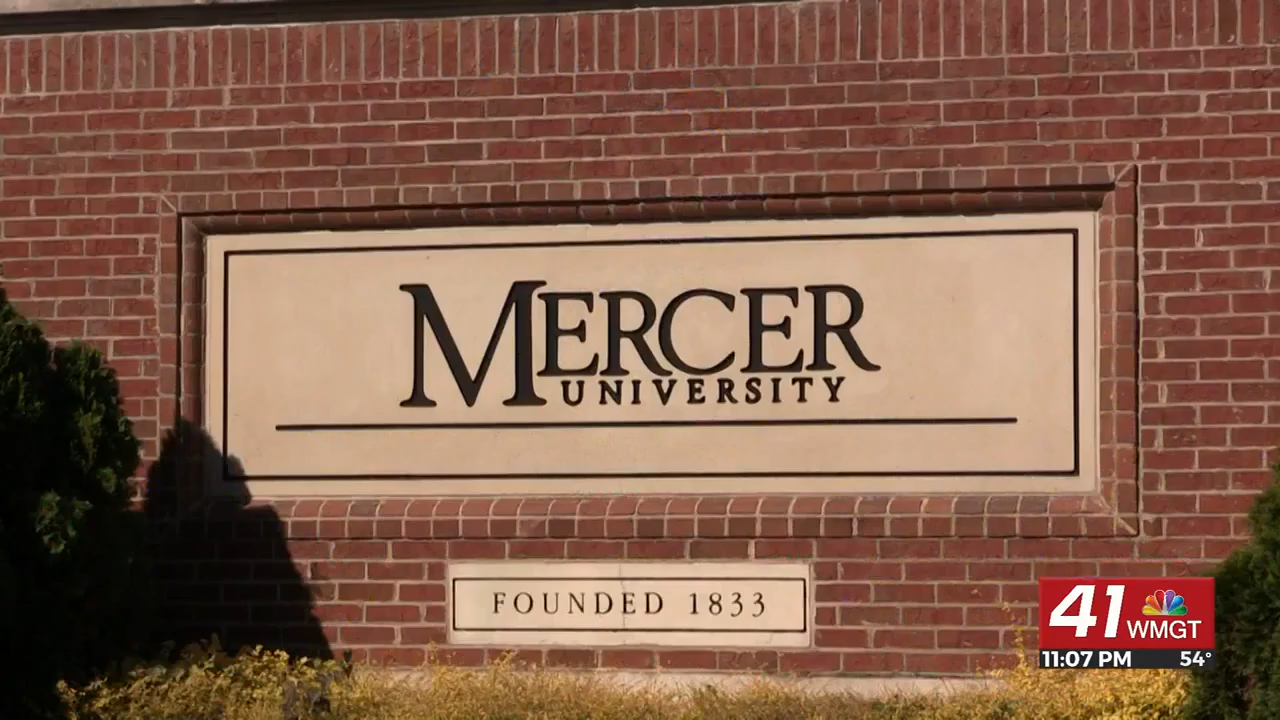 MERCER
UNIVERSITY
FOUNDED 1833
41
WMGT
11:07 PM 54°